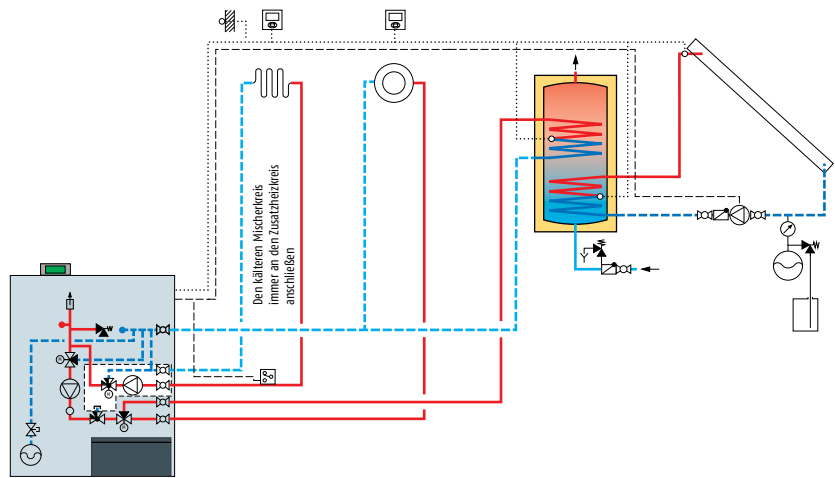 Den kälteren Mischerkreis
immer an den Zusatzheizkreis
anschließen
M
M
M